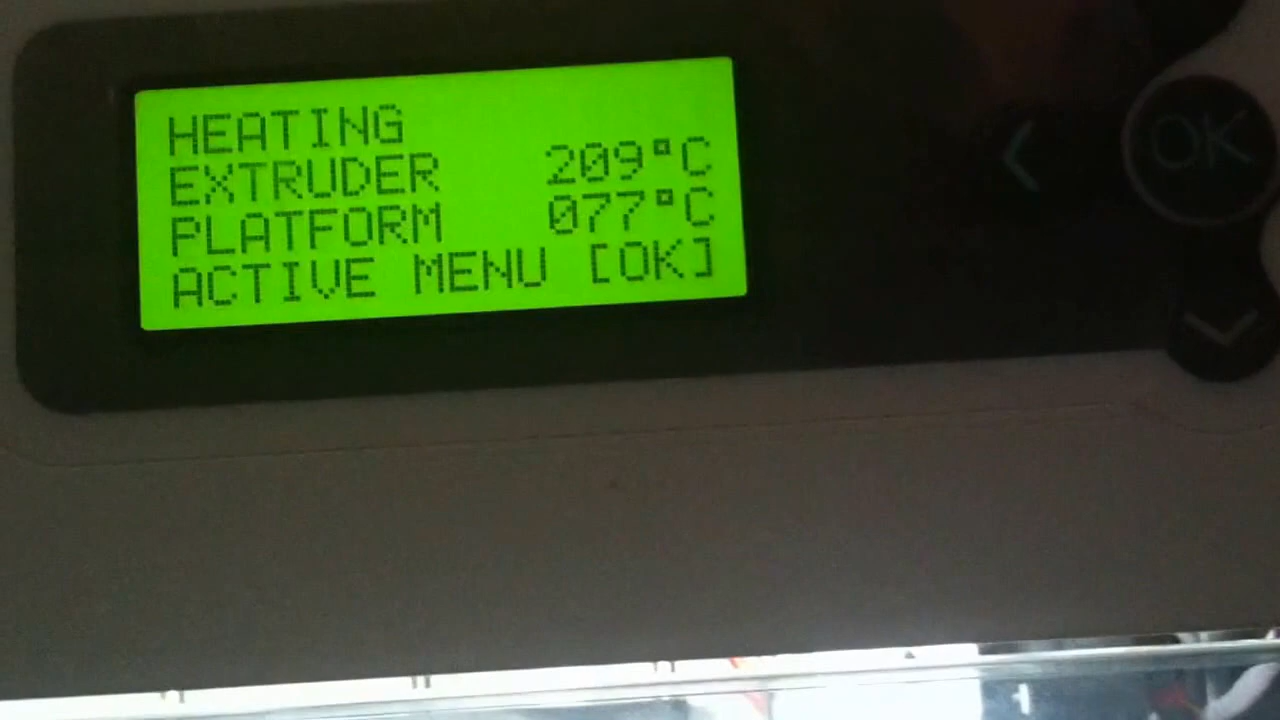 HEATING
EXTRUDER 209°C
PLATFORM 077°C
ACTIVE MENU [OK]
OK